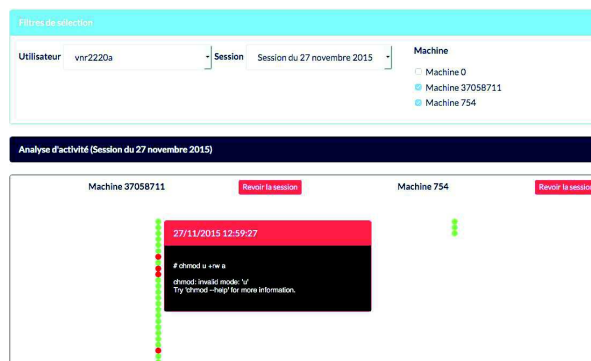 Filtres de sélection
Utilisateur vnr2220a Session Session du 27 novembre 2015 Machine
Machine 0
Machine 37058711
Machine 754
Analyse d'activité (Session du 27 novembre 2015)
Machine 37058711 Revoir la session Machine 754 Revoir la session
27/11/2015 12:59:27
# chmod u +rw a
chmod: invalid mode: 'u'
Try 'chmod --help' for more information.